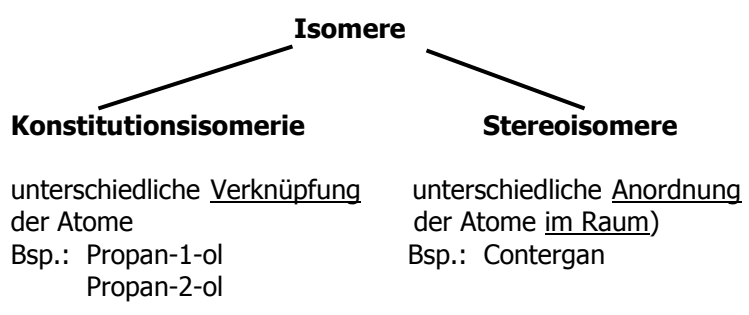 Isomere
Konstitutionsisomerie
Stereoisomere
unterschiedliche Verknüpfung
der Atome
Bsp.: Propan-1-ol
Propan-2-ol
unterschiedliche Anordnung
der Atome im Raum)
Bsp.: Contergan